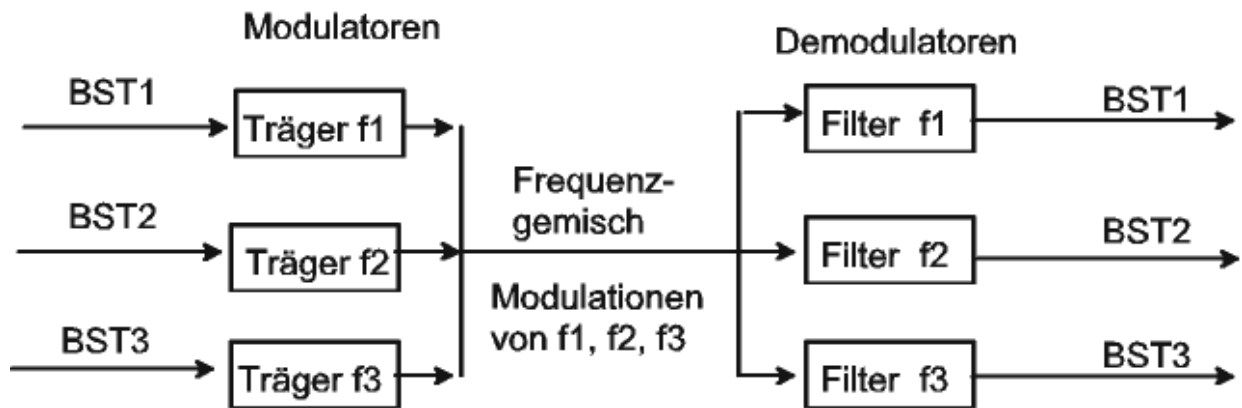 Modulatoren
Demodulatoren
BST1
Träger f1
Filter f1
BST1
Frequenz-
gemisch
BST2
Träger f2
Filter f2
BST2
Modulationen
von f1, f2, f3
BST3
Träger f3
Filter f3
BST3